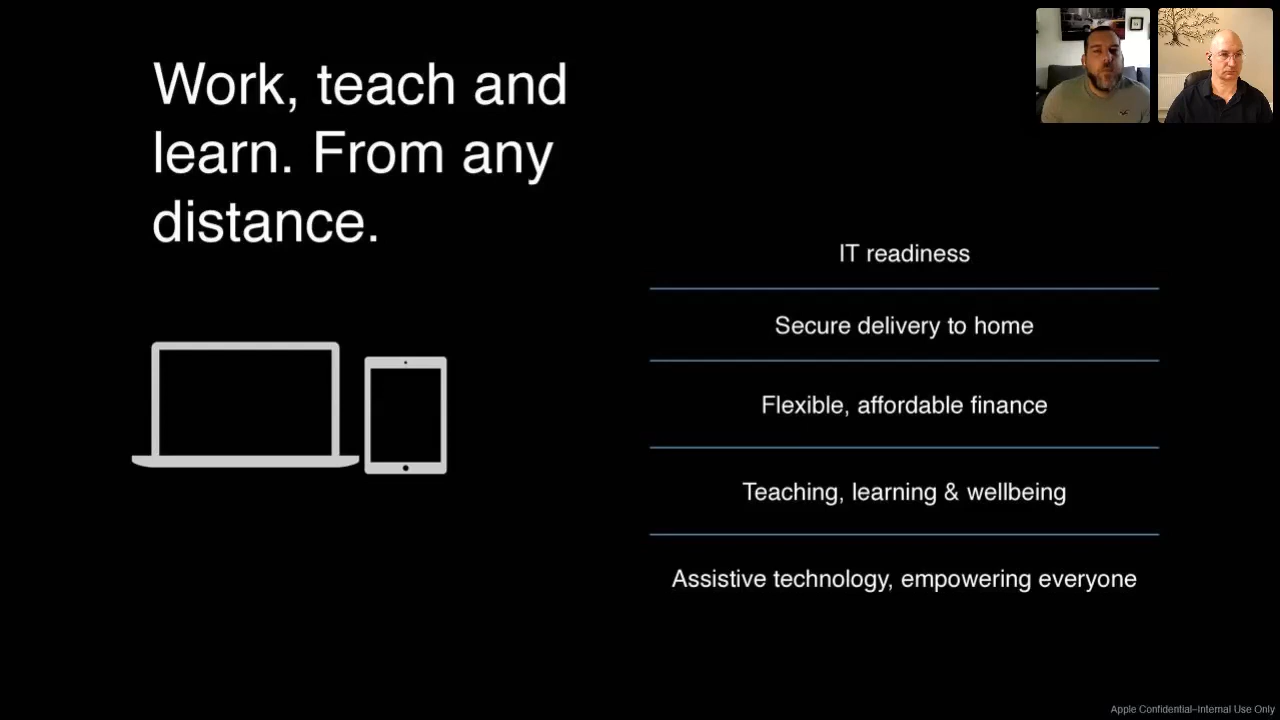 Work, teach and
learn. From any
distance.
IT readiness
Secure delivery to home
Flexible, affordable finance
Teaching, learning & wellbeing
Assistive technology, empowering everyone
Apple Confidential–Internal Use Only